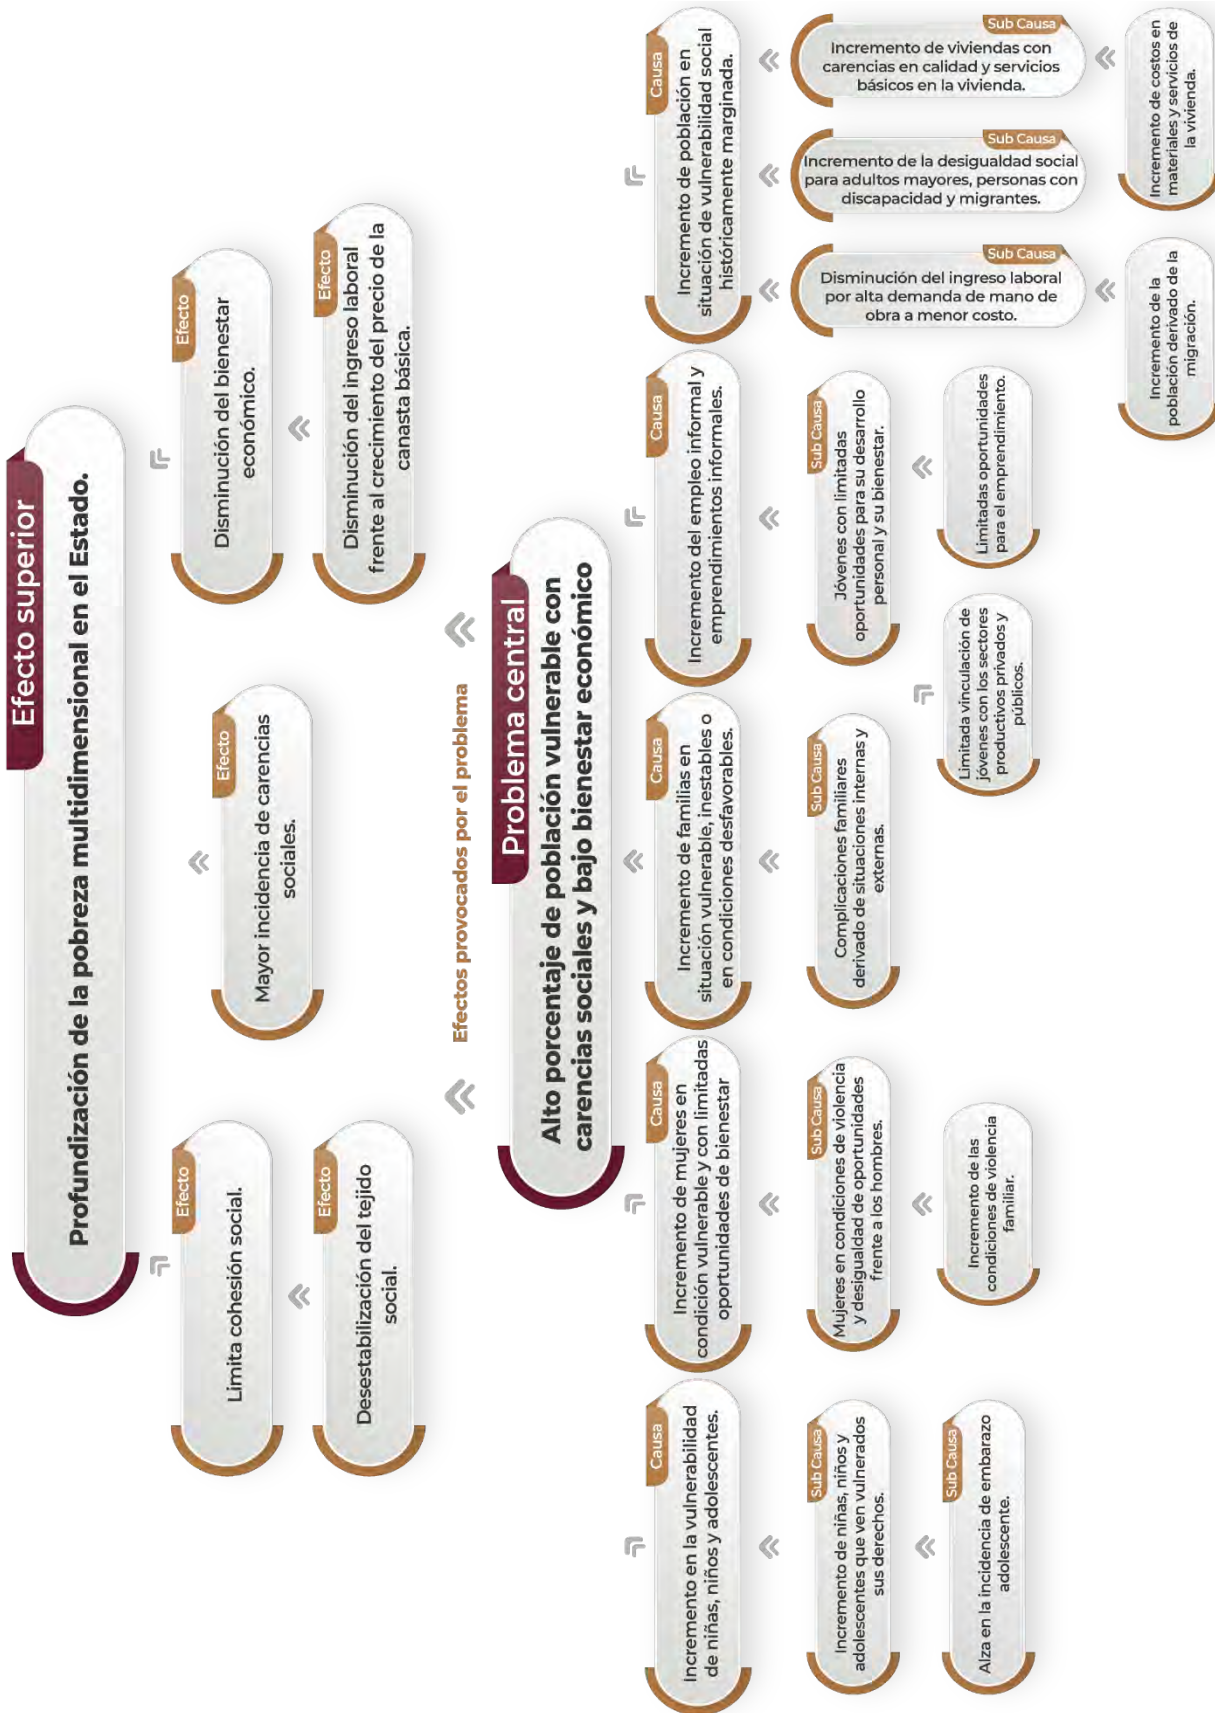 Efecto superior
Profundización de la pobreza multidimensional en el Estado.
Efecto
Limita cohesión social.
Efecto
Desestabilización del tejido
social.
Efecto
Mayor incidencia de carencias
sociales.
Efecto
Disminución del bienestar
económico.
Efecto
Disminución del ingreso laboral
frente al crecimiento del precio de la
canasta básica.
Efectos provocados por el problema
Problema central
Alto porcentaje de población vulnerable con
carencias sociales y bajo bienestar económico
Causa
Incremento en la vulnerabilidad
de niñas, niños y adolescentes.
Causa
Incremento de mujeres en
condición vulnerable y con limitadas
oportunidades de bienestar
Causa
Incremento de familias en
situación vulnerable, inestables o
en condiciones desfavorables.
Causa
Incremento del empleo informal y
emprendimientos informales.
Causa
Incremento de población en
situación de vulnerabilidad social
históricamente marginada.
Sub Causa
Incremento de niñas, niños y
adolescentes que ven vulnerados
sus derechos.
Sub Causa
Mujeres en condiciones de violencia
y desigualdad de oportunidades
frente a los hombres.
Sub Causa
Complicaciones familiares
derivado de situaciones internas y
externas.
Sub Causa
Jóvenes con limitadas
oportunidades para su desarrollo
personal y su bienestar.
Sub Causa
Disminución del ingreso laboral
por alta demanda de mano de
obra a menor costo.
Sub Causa
Incremento de la desigualdad social
para adultos mayores, personas con
discapacidad y migrantes.
Sub Causa
Incremento de viviendas con
carencias en calidad y servicios
básicos en la vivienda.
Sub Causa
Alza en la incidencia de embarazo
adolescente.
Incremento de las
condiciones de violencia
familiar.
Limitada vinculación de
jóvenes con los sectores
productivos privados y
públicos.
Limitadas oportunidades
para el emprendimiento.
Incremento de la
población derivado de la
migración.
Incremento de costos en
materiales y servicios de
la vivienda.